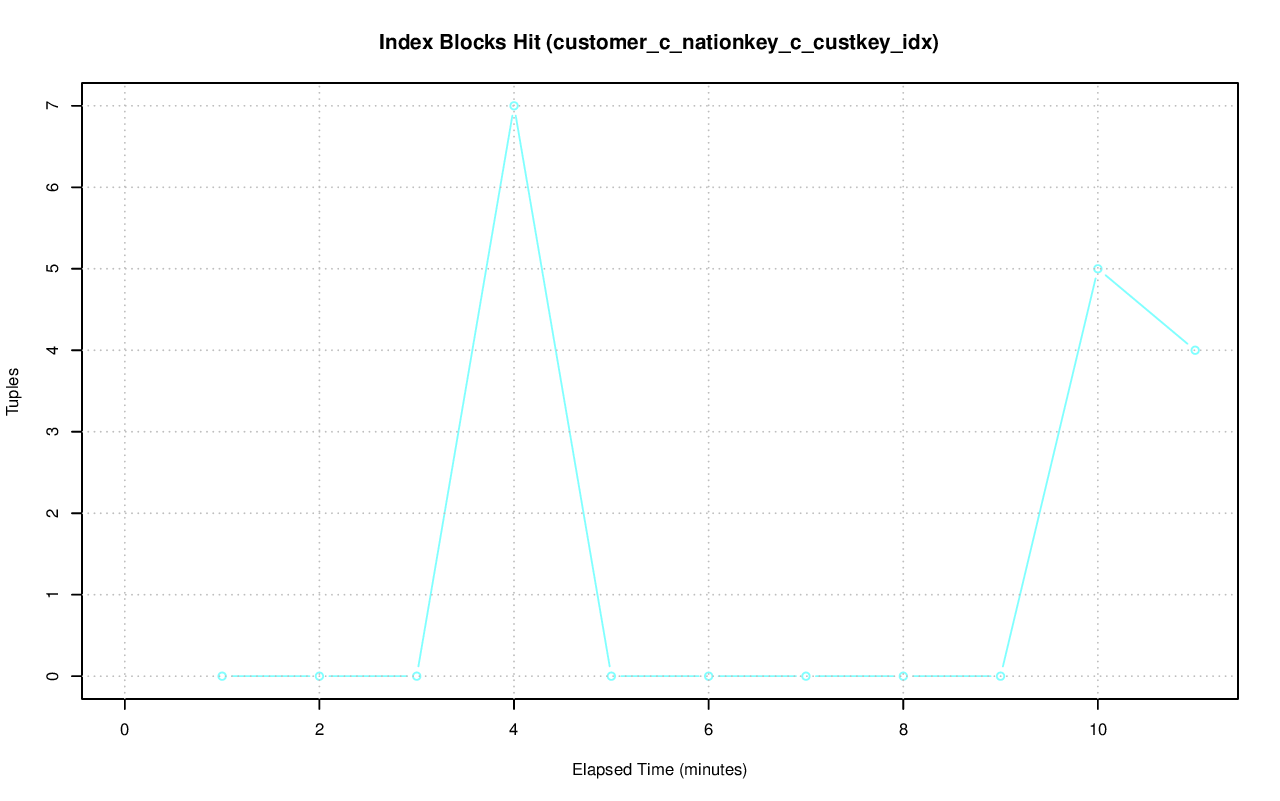 Index Blocks Hit (customer_c_nationkey_c_custkey_idx)
7
6
5
4
3
2
1
0
Tuples
0 2 4 6 8 10
Elapsed Time (minutes)